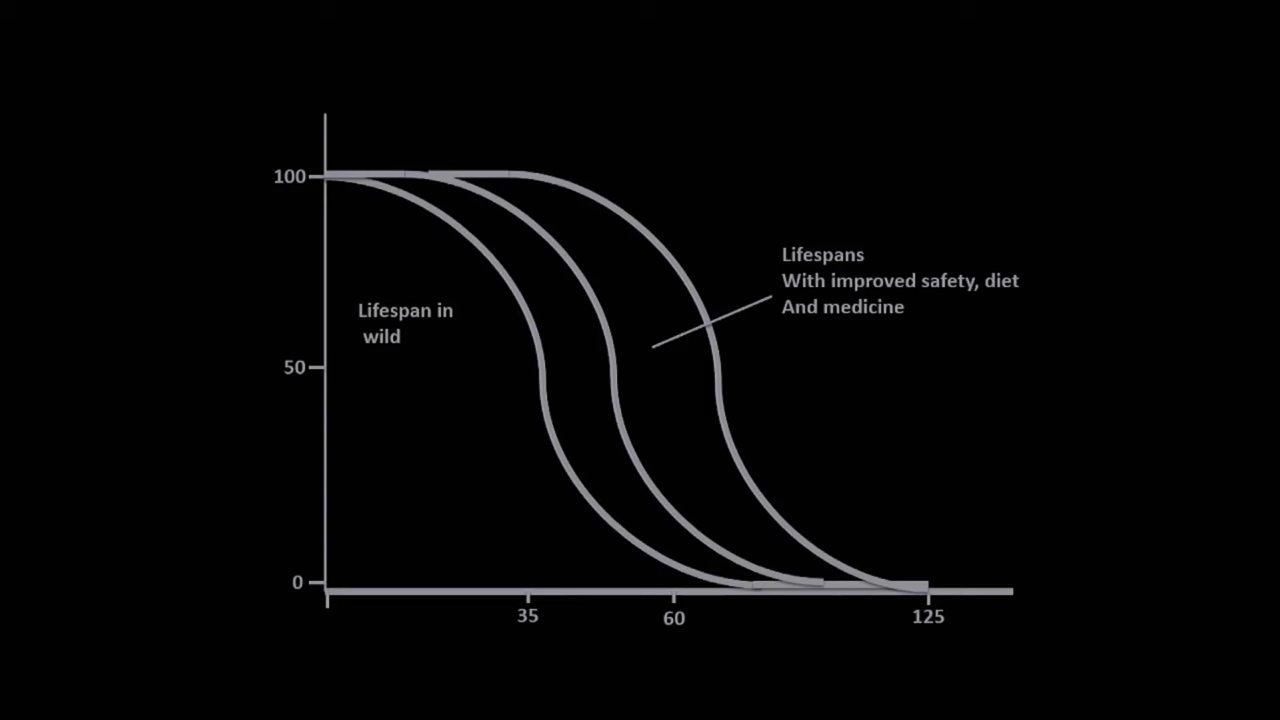 100
Lifespans
With improved safety, diet
And medicine
Lifespan in
wild
50
0
35
60
125